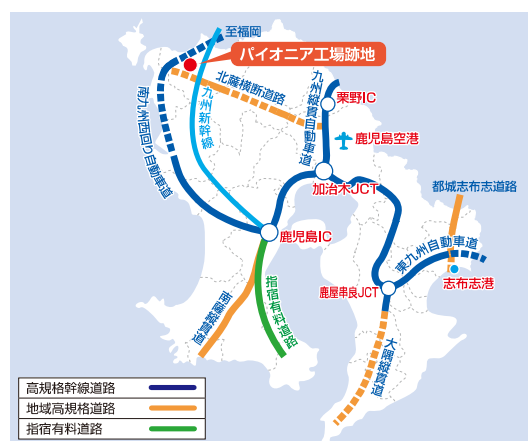 至福岡
パイオニア工場跡地
北薩横断道路
九州新幹線
南九州西回り自動車道
九州縦貫自動車道
栗野IC
鹿児島空港
加治木JCT
都城志布志道路
東九州自動車道
志布志港
鹿児島IC
鹿屋串良JCT
南薩縦貫道
指宿有料道路
大隅縦貫道
高規格幹線道路
地域高規格道路
指宿有料道路